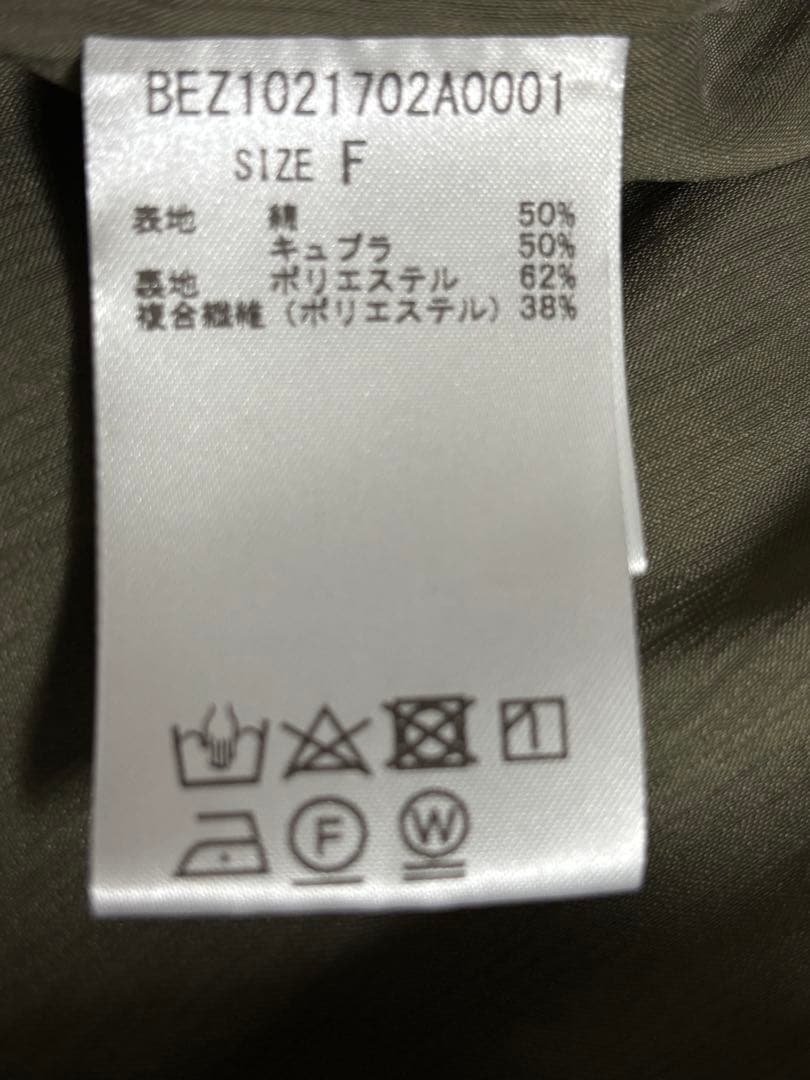 BEZ1021702A0001
SIZE F
表地 綿 50%
キュプラ 50%
裏地 ポリエステル 62%
複合繊維（ポリエステル）38%
F W